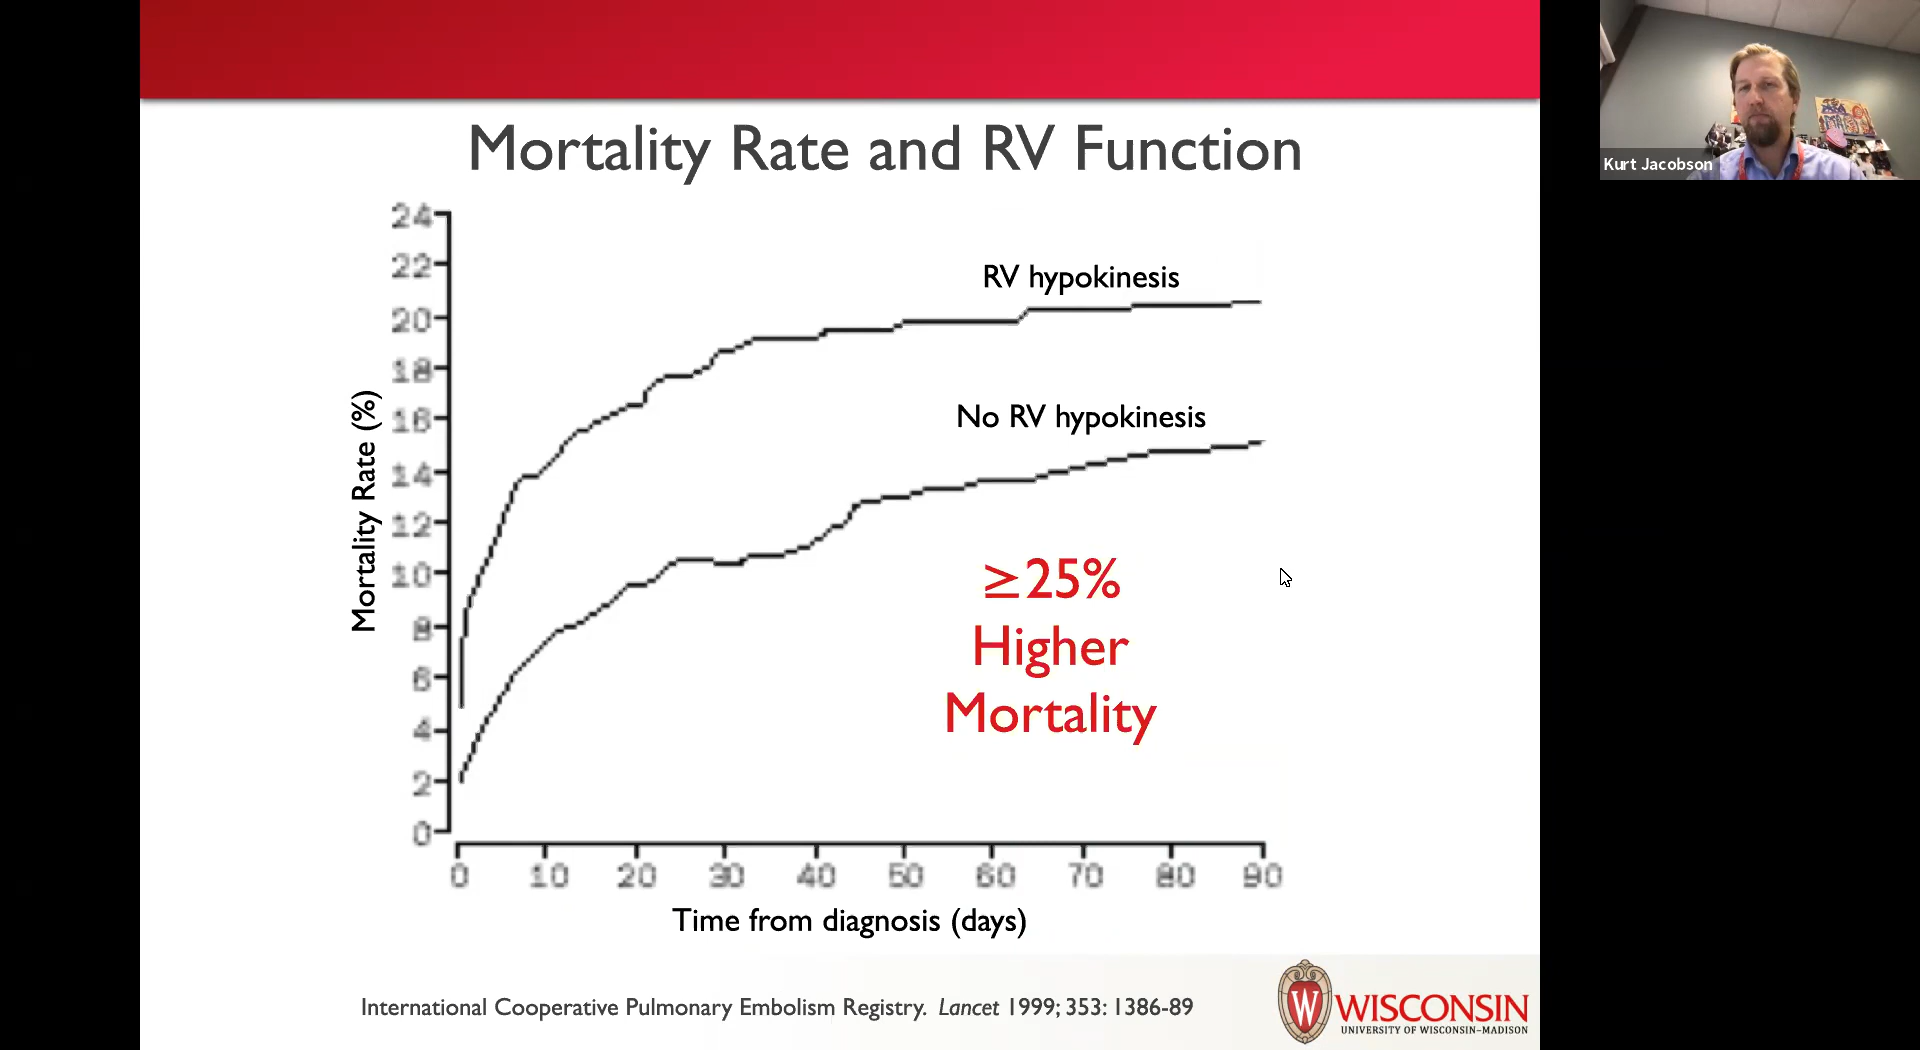 Mortality Rate and RV Function
Kurt Jacobson
24
22
20
18
16
14
12
10
8
6
4
2
0
Mortality Rate (%)
RV hypokinesis
No RV hypokinesis
≥25%
Higher
Mortality
0 10 20 30 40 50 60 70 80 90
Time from diagnosis (days)
International Cooperative Pulmonary Embolism Registry. Lancet 1999; 353: 1386-89
W WISCONSIN
UNIVERSITY OF WISCONSIN–MADISON